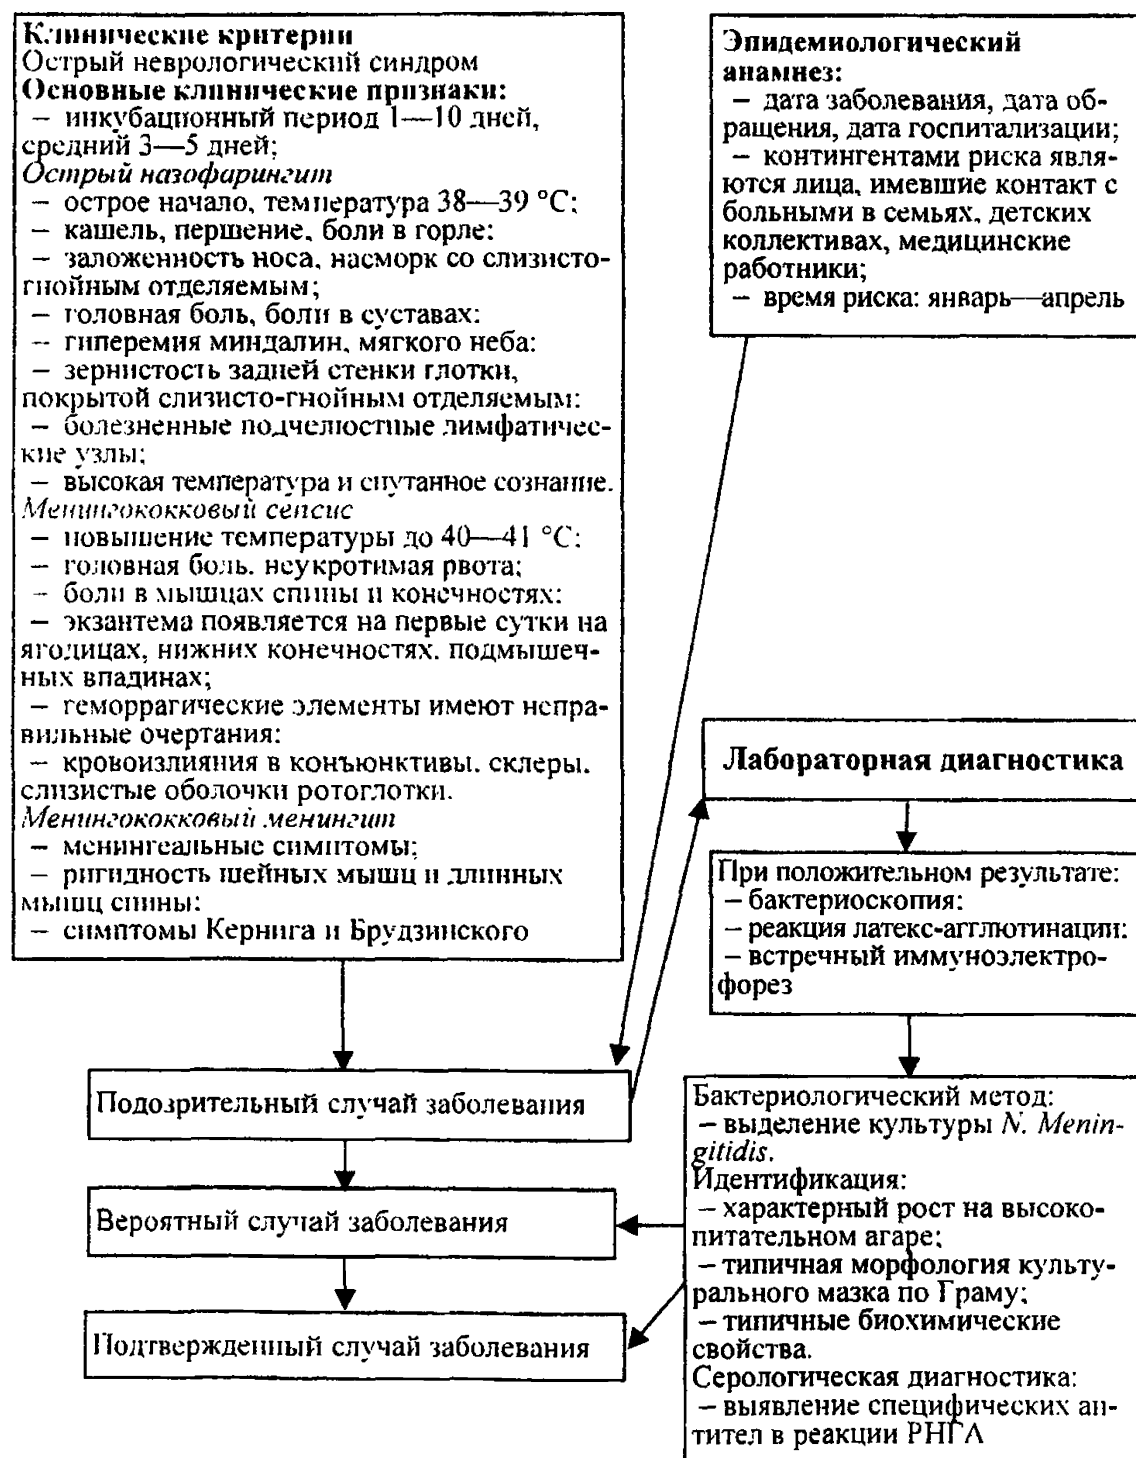 Клинические критерии
Острый неврологический синдром
Основные клинические признаки:
– инкубационный период 1—10 дней,
средний 3—5 дней;
Острый назофарингит
– острое начало, температура 38—39 °C;
– кашель, першение, боли в горле;
– заложенность носа, насморк со слизисто-
гнойным отделяемым;
– головная боль, боли в суставах;
– гиперемия миндалин, мягкого неба;
– зернистость задней стенки глотки,
покрытой слизисто-гнойным отделяемым;
– болезненные подчелюстные лимфатичес-
кие узлы;
– высокая температура и спутанное сознание.
Менингококковый сепсис
– повышение температуры до 40—41 °C;
– головная боль, неукротимая рвота;
– боли в мышцах спины и конечностях;
– экзантема появляется на первые сутки на
ягодицах, нижних конечностях, подмышеч-
ных впадинах;
– геморрагические элементы имеют непра-
вильные очертания;
– кровоизлияния в конъюнктивы, склеры,
слизистые оболочки ротоглотки.
Менингококковый менингит
– менингеальные симптомы;
– ригидность шейных мышц и длинных
мышц спины;
– симптомы Кернига и Брудзинского
Эпидемиологический
анамнез:
– дата заболевания, дата об-
ращения, дата госпитализации;
– контингентами риска явля-
ются лица, имевшие контакт с
больными в семьях, детских
коллективах, медицинские
работники;
– время риска: январь—апрель
Лабораторная диагностика
При положительном результате:
– бактериоскопия;
– реакция латекс-агглютинации;
– встречный иммуноэлектро-
форез
Подозрительный случай заболевания
Вероятный случай заболевания
Подтвержденный случай заболевания
Бактериологический метод:
– выделение культуры N. Menin-
gitidis.
Идентификация:
– характерный рост на высоко-
питательном агаре;
– типичная морфология культу-
рального мазка по Граму;
– типичные биохимические
свойства.
Серологическая диагностика:
– выявление специфических ан-
тител в реакции РНГА